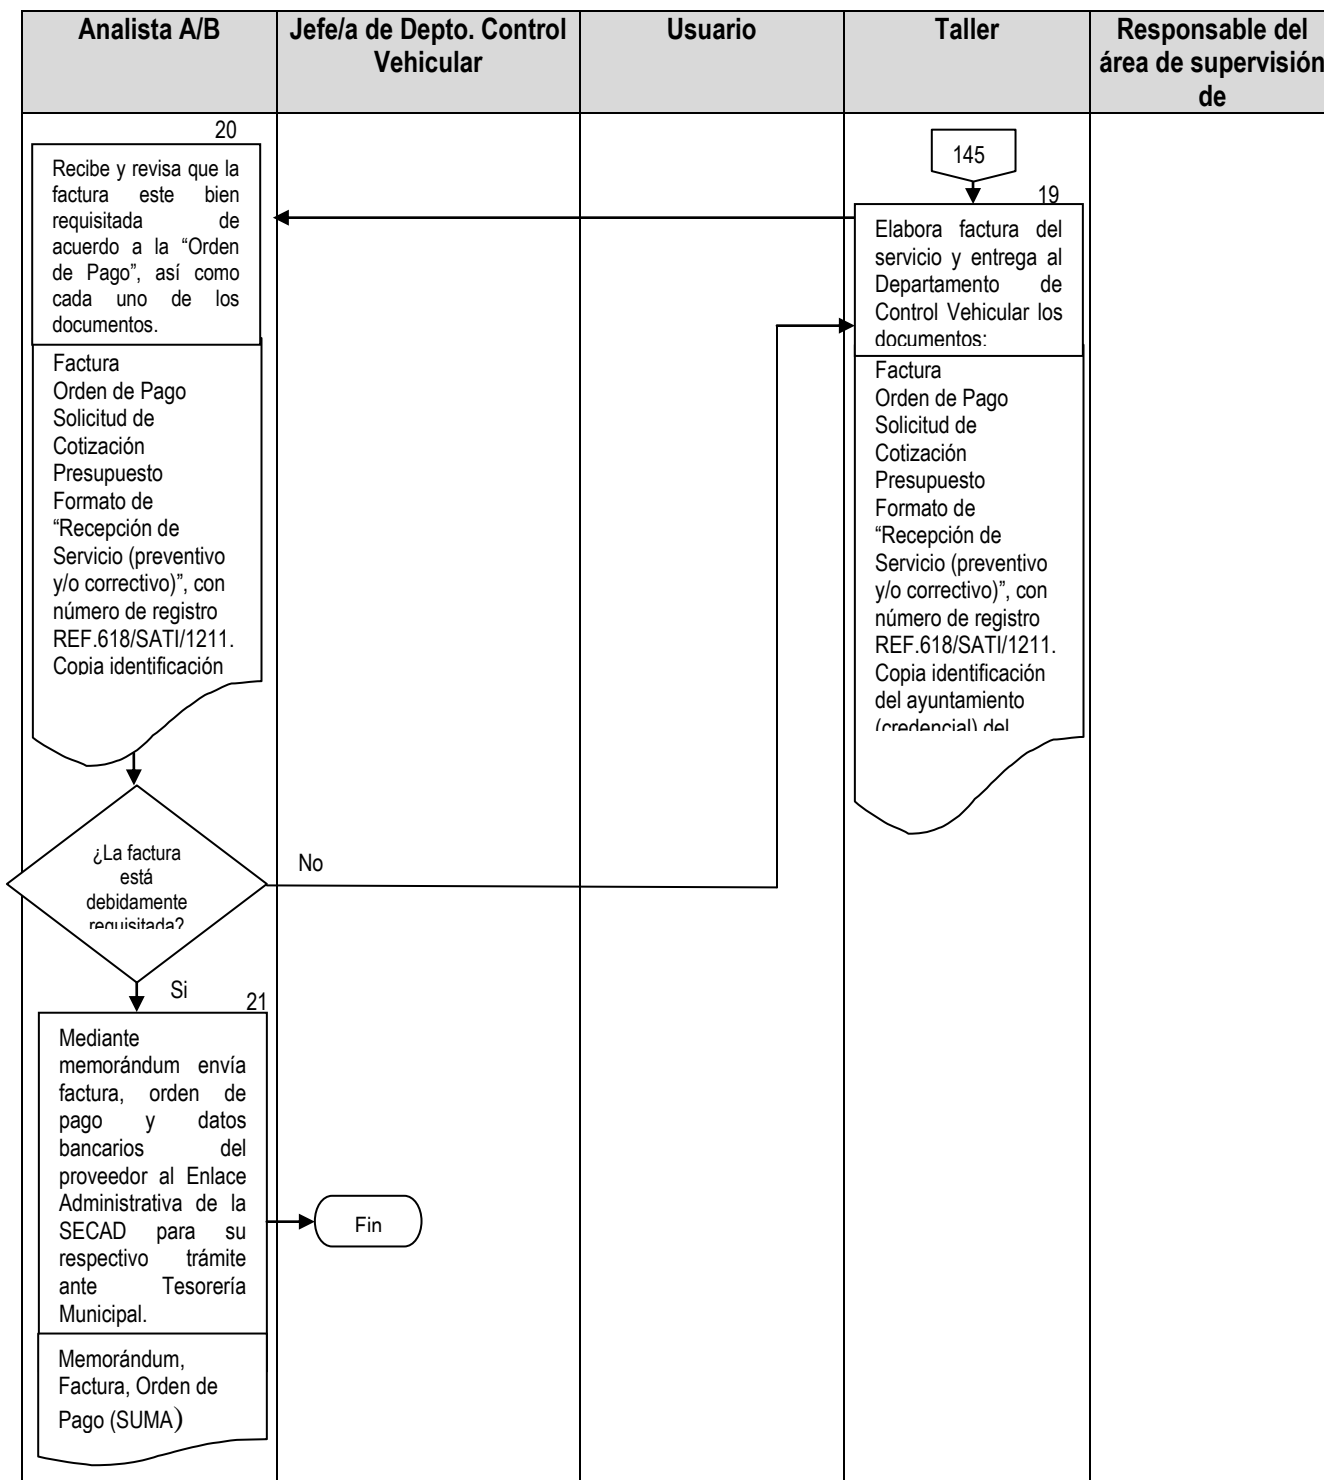 Analista A/B
Jefe/a de Depto. Control
Vehicular
Usuario
Taller
Responsable del
área de supervisión
de
145
19
Elabora factura del
servicio y entrega al
Departamento de
Control Vehicular los
documentos:
Factura
Orden de Pago
Solicitud de
Cotización
Presupuesto
Formato de
“Recepción de
Servicio (preventivo
y/o correctivo)”, con
número de registro
REF.618/SATI/1211.
Copia identificación
del ayuntamiento
(credencial) del
20
Recibe y revisa que la
factura este bien
requisitada de
acuerdo a la “Orden
de Pago”, así como
cada uno de los
documentos.
Factura
Orden de Pago
Solicitud de
Cotización
Presupuesto
Formato de
“Recepción de
Servicio (preventivo
y/o correctivo)”, con
número de registro
REF.618/SATI/1211.
Copia identificación
¿La factura
está
debidamente
requisitada?
No
Si
21
Mediante
memorándum envía
factura, orden de
pago y datos
bancarios del
proveedor al Enlace
Administrativa de la
SECAD para su
respectivo trámite
ante Tesorería
Municipal.
Memorándum,
Factura, Orden de
Pago (SUMA)
Fin